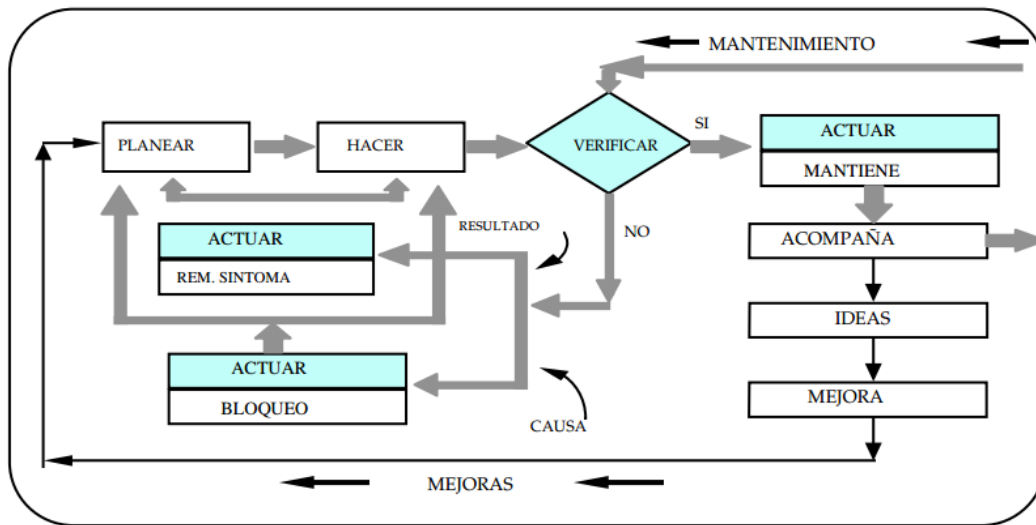 MANTENIMIENTO
PLANEAR
HACER
VERIFICAR
SI
ACTUAR
MANTIENE
NO
RESULTADO
ACTUAR
REM. SINTOMA
ACOMPAÑA
IDEAS
ACTUAR
BLOQUEO
MEJORA
CAUSA
MEJORAS